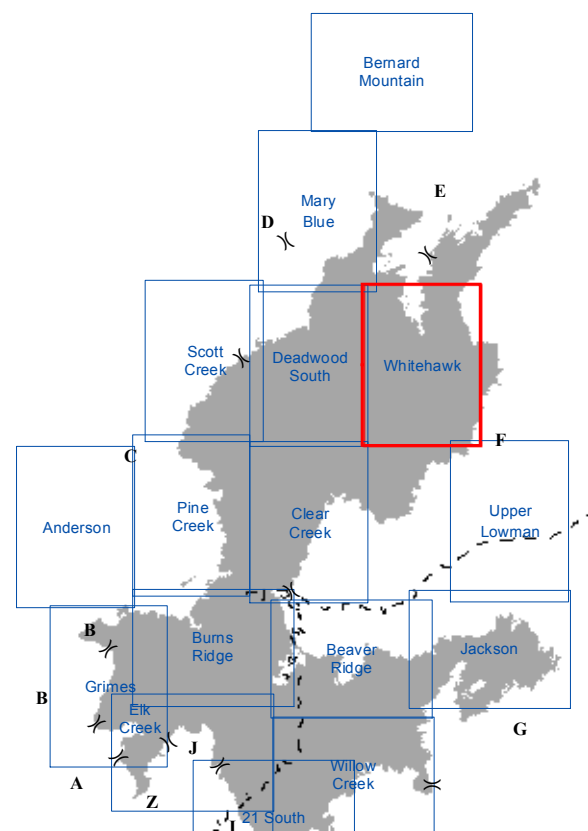 Bernard
Mountain
E
Mary
Blue
D
Scott
Creek
Deadwood
South
Whitehawk
F
C
Pine
Creek
Anderson
Clear
Creek
Upper
Lowman
B
Burns
Ridge
Beaver
Ridge
Jackson
B
Grimes
Elk
Creek
G
J
A
Willow
Creek
Z
21 South